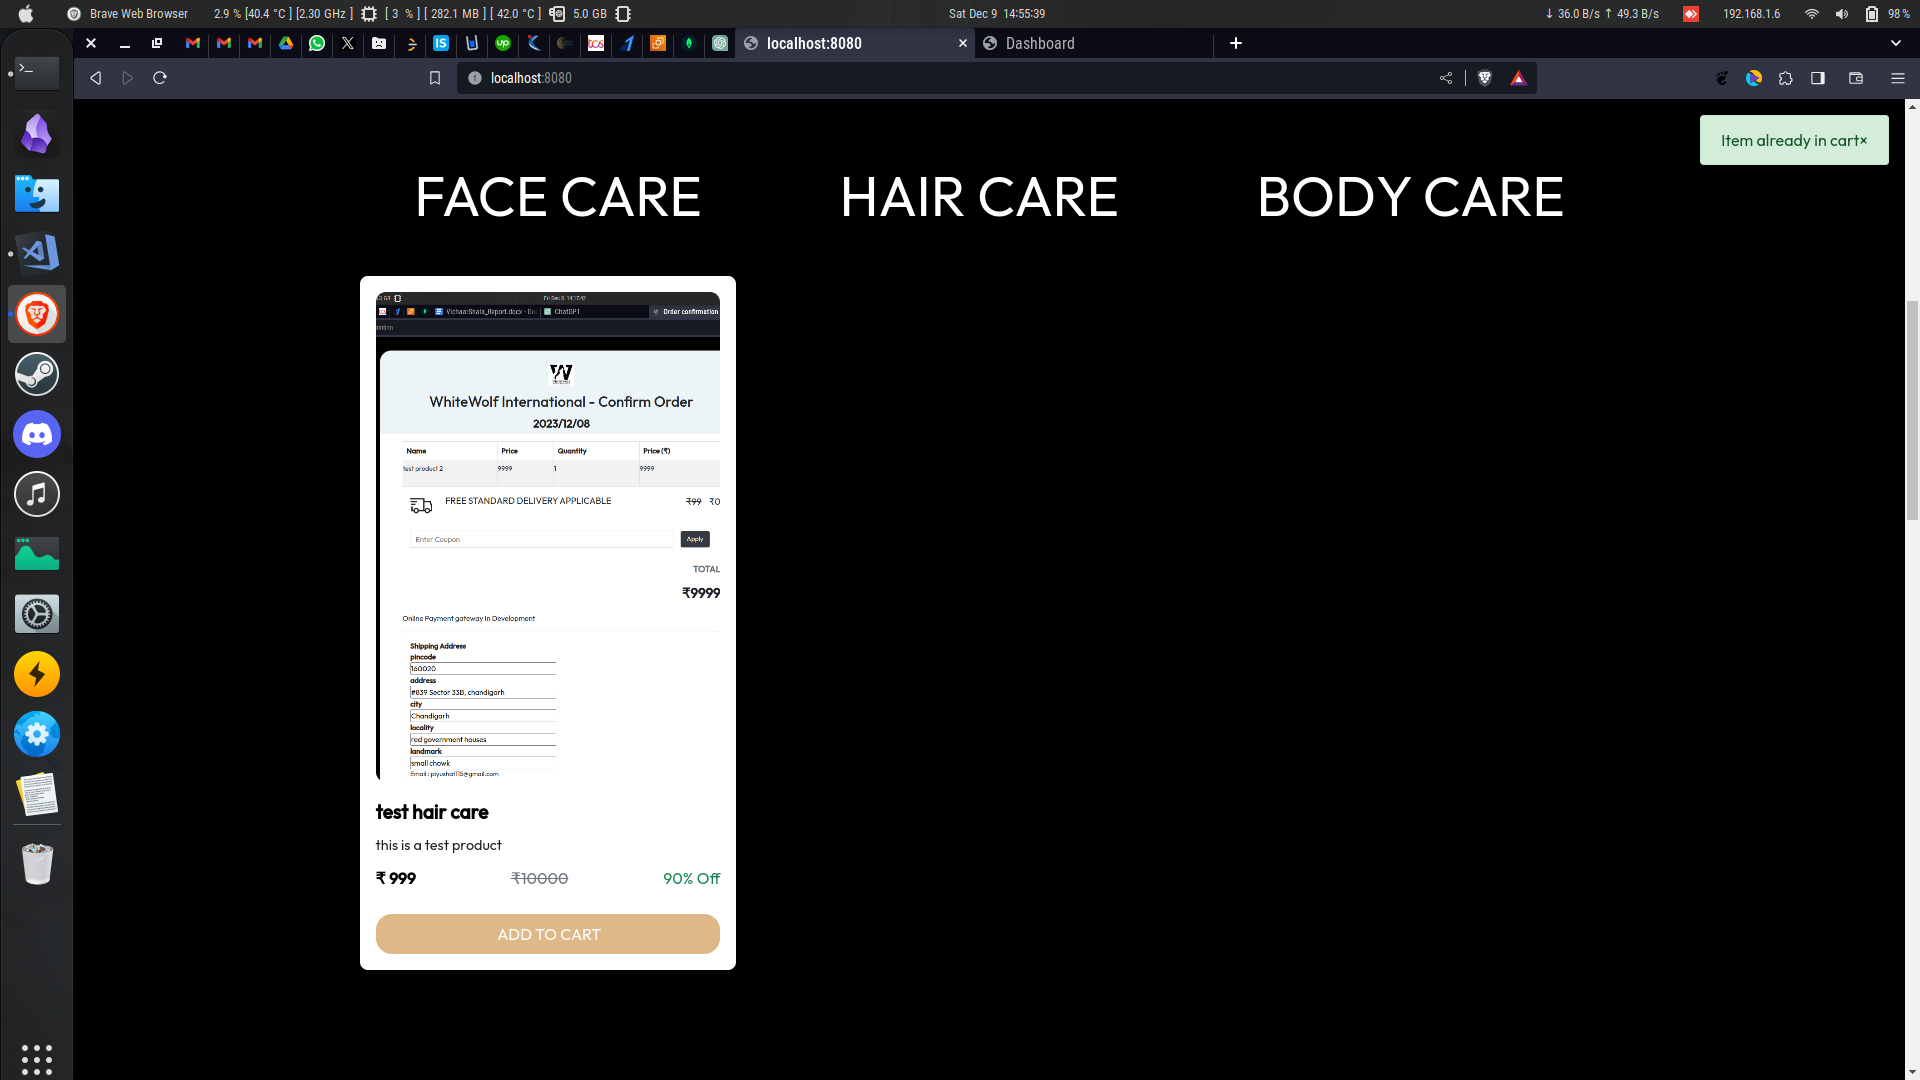 Brave Web Browser 2.9 % [40.4 °C ] [2.30 GHz ] [ 3 % ] [ 282.1 MB ] [ 42.0 °C ] 5.0 GB Sat Dec 9 14:55:39 ↓ 36.0 B/s ↑ 49.3 B/s 192.168.1.6 98 %
localhost:8080 Dashboard
localhost:8080
Item already in cart×
FACE CARE HAIR CARE BODY CARE
Fri Dec 8 14:17:42
VichaarShala_Report.docx - Go ChatGPT Order confirmation
onfirm
WhiteWolf International - Confirm Order
2023/12/08
Name Price Quantity Price (₹)
test product 2 9999 1 9999
FREE STANDARD DELIVERY APPLICABLE ₹99 ₹0
Enter Coupon Apply
TOTAL
₹9999
Online Payment gateway in Development
Shipping Address
pincode
160020
address
#839 Sector 33B, chandigarh
city
Chandigarh
locality
red government houses
landmark
small chowk
test hair care
this is a test product
₹ 999 ₹10000 90% Off
ADD TO CART